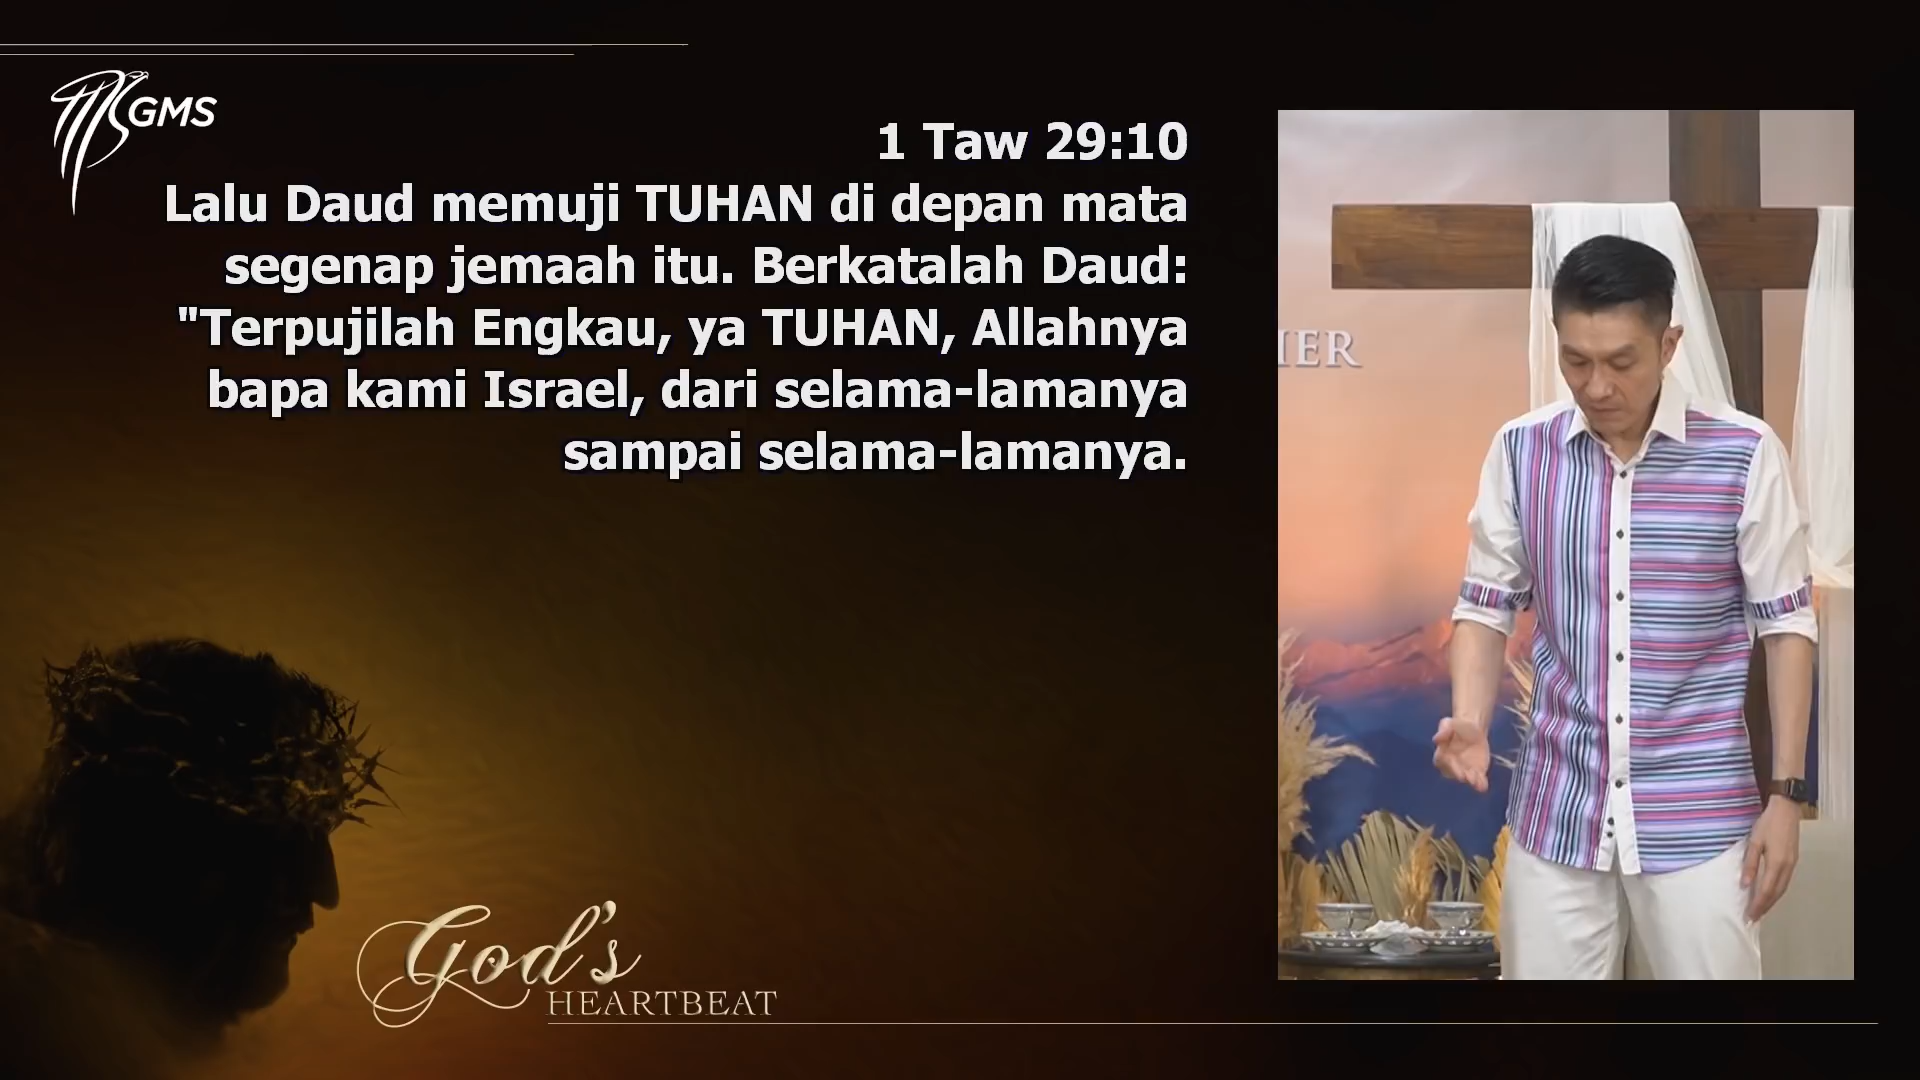 GMS
1 Taw 29:10
Lalu Daud memuji TUHAN di depan mata
segenap jemaah itu. Berkatalah Daud:
"Terpujilah Engkau, ya TUHAN, Allahnya
bapa kami Israel, dari selama-lamanya
sampai selama-lamanya.
God's
HEARTBEAT